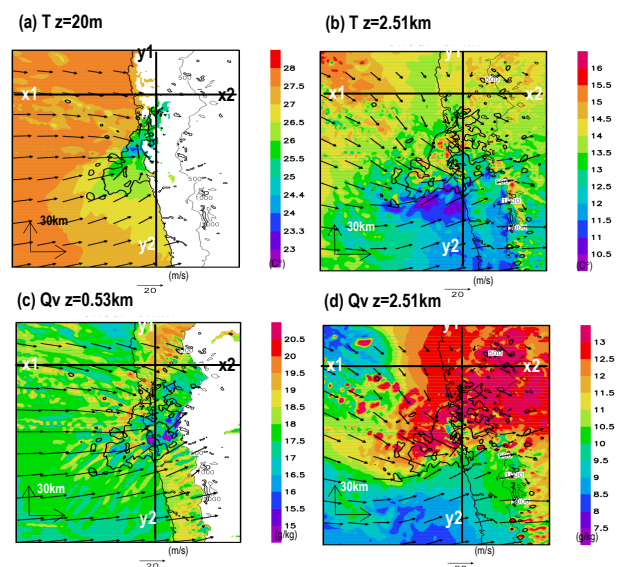 (a) T z=20m
(b) T z=2.51km
y1
y1
x1
x2
x1
x2
500
500
1000
28
27.5
27
26.5
26
25.5
25
24.4
24
23.3
23
(C°)
16
15.5
15
14.5
14
13.5
13
12.5
12
11.5
11
10.5
(C°)
30km
30km
y2
y2
(m/s)
20
(m/s)
20
(c) Qv z=0.53km
(d) Qv z=2.51km
y1
y1
x1
x2
x1
x2
20.5
20
19.5
19
18.5
18
17.5
17
16.5
16
15.5
15
(g/kg)
13
12.5
12
11.5
11
10.5
10
9.5
9
8.5
8
7.5
(g/kg)
30km
30km
y2
y2
(m/s)
20
(m/s)
20